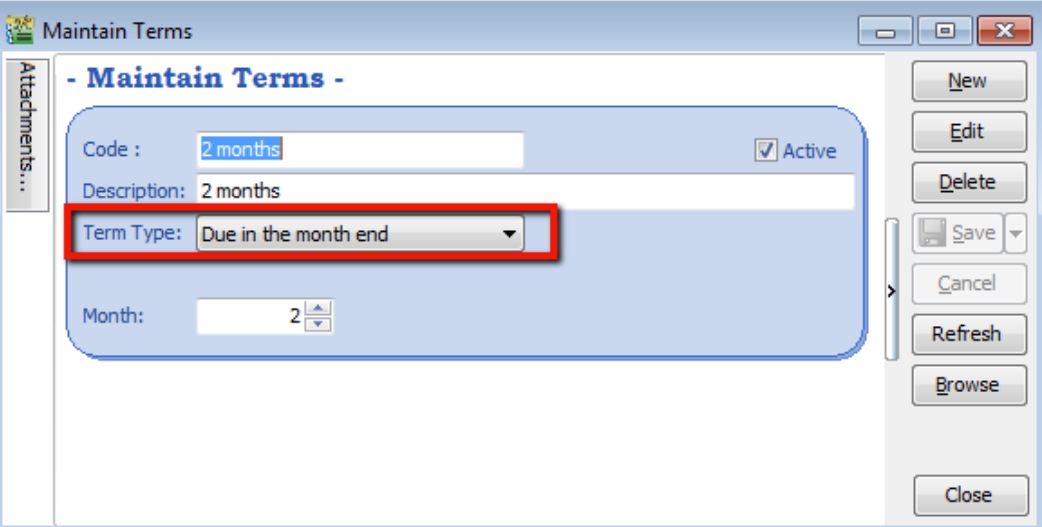 Maintain Terms
Attachments...
- Maintain Terms -
Code :
2 months
Active
Description:
2 months
Term Type:
Due in the month end
Month:
2
New
Edit
Delete
Save
Cancel
Refresh
Browse
Close